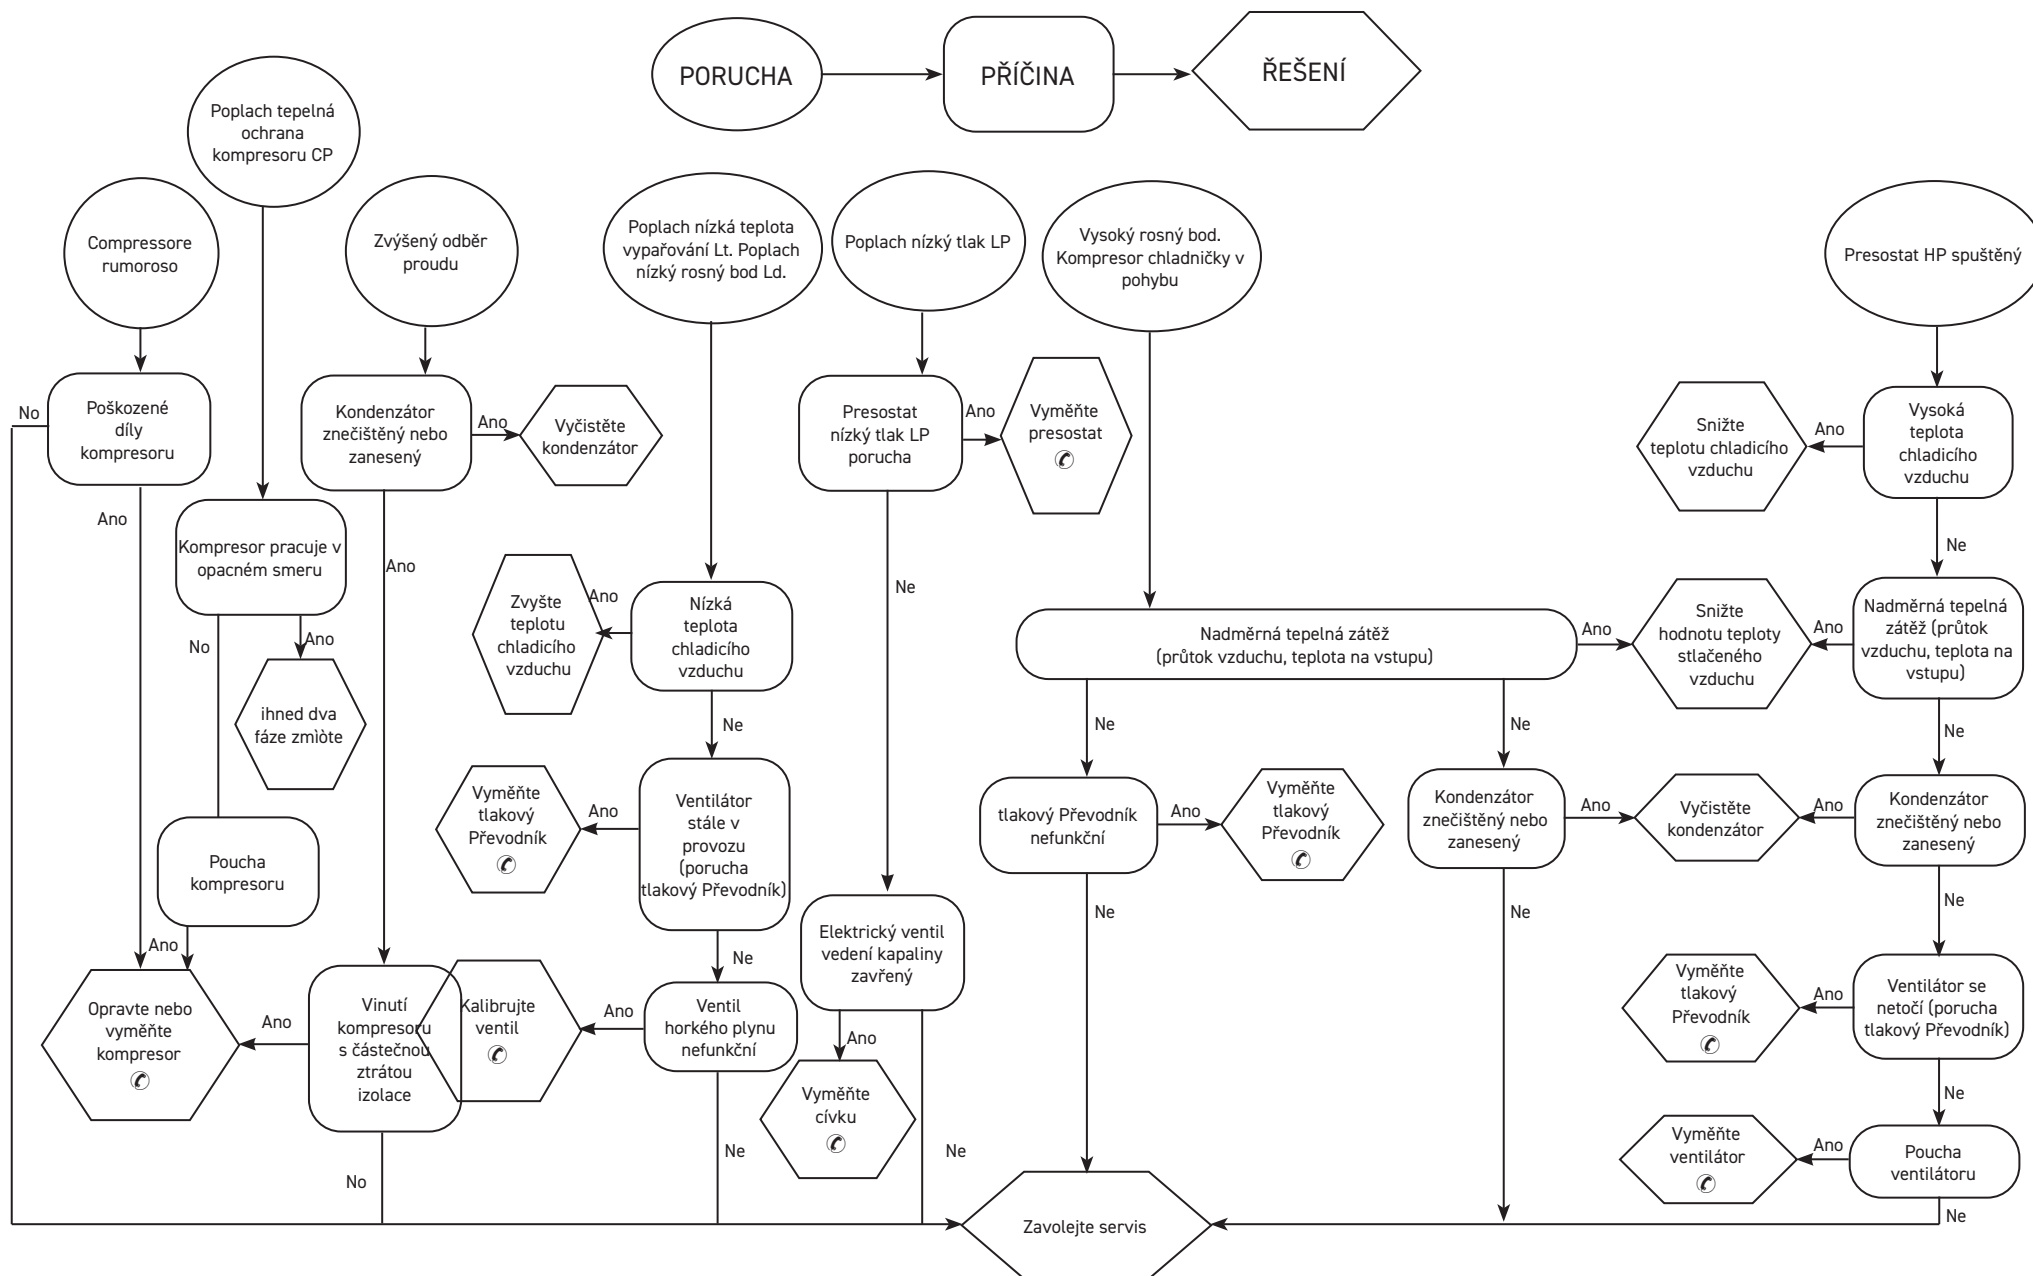 PORUCHA
PŘÍČINA
ŘEŠENÍ
Poplach tepelná
ochrana
kompresoru CP
Compressore
rumoroso
Zvýšený odběr
proudu
Poplach nízká teplota
vypařování Lt. Poplach
nízký rosný bod Ld.
Poplach nízký tlak LP
Vysoký rosný bod.
Kompresor chladničky v
pohybu
Presostat HP spuštěný
No
Poškozené
díly
kompresoru
Kondenzátor
znečištěný nebo
zanesený
Ano
Vyčistěte
kondenzátor
Presostat
nízký tlak LP
porucha
Ano
Vyměňte
presostat
✆
Snižte
teplotu chladicího
vzduchu
Ano
Vysoká
teplota
chladicího
vzduchu
Ano
Kompresor pracuje v
opacném smeru
Ano
Ne
Ne
Zvyšte
teplotu
chladicího
vzduchu
Ano
Nízká
teplota
chladicího
vzduchu
Nadměrná tepelná zátěž
(průtok vzduchu, teplota na vstupu)
Ano
Snižte
hodnotu teploty
stlačeného
vzduchu
Ano
Nadměrná tepelná
zátěž (průtok
vzduchu, teplota na
vstupu)
No
Ano
ihned dva
fáze zmìòte
Ne
Ne
Ne
Ne
Vyměňte
tlakový
Převodník
✆
Ano
Ventilátor
stále v
provozu
(porucha
tlakový Převodník)
tlakový Převodník
nefunkční
Ano
Vyměňte
tlakový
Převodník
✆
Kondenzátor
znečištěný nebo
zanesený
Ano
Vyčistěte
kondenzátor
Ano
Kondenzátor
znečištěný nebo
zanesený
Poucha
kompresoru
Ne
Ne
Ne
Ano
Ne
Elektrický ventil
vedení kapaliny
zavřený
Opravte nebo
vyměňte
kompresor
✆
Ano
Vinutí
kompresoru
s částečnou
ztrátou
izolace
Kalibrujte
ventil
✆
Ano
Ventil
horkého plynu
nefunkční
Vyměňte
tlakový
Převodník
✆
Ano
Ventilátor se
netočí (porucha
tlakový Převodník)
Ano
Vyměňte
cívku
✆
Ne
Ne
Ne
Vyměňte
ventilátor
✆
Ano
Poucha
ventilátoru
No
Zavolejte servis
Ne